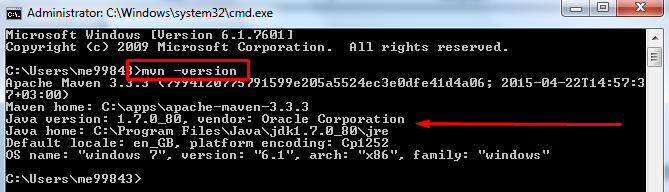 Administrator: C:\Windows\system32\cmd.exe
Microsoft Windows [Version 6.1.7601]
Copyright (c) 2009 Microsoft Corporation.  All rights reserved.
C:\Users\me99843>mvn -version
Apache Maven 3.3.3 (7994120775791599e205a5524ec3e0dfe41d4a06; 2015-04-22T14:57:3
7+03:00)
Maven home: C:\apps\apache-maven-3.3.3
Java version: 1.7.0_80, vendor: Oracle Corporation
Java home: C:\Program Files\Java\jdk1.7.0_80\jre
Default locale: en_GB, platform encoding: Cp1252
OS name: "windows 7", version: "6.1", arch: "x86", family: "windows"
C:\Users\me99843>